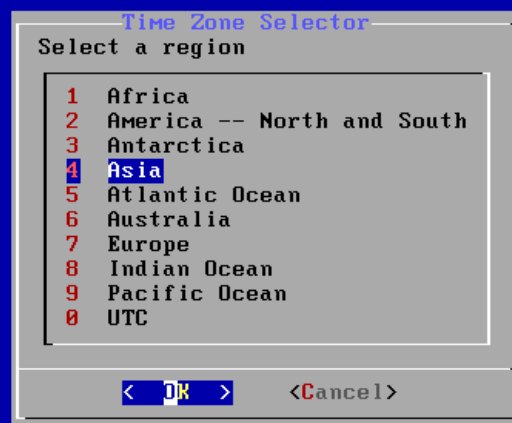 Time Zone Selector
Select a region
1 Africa
2 America -- North and South
3 Antarctica
4 Asia
5 Atlantic Ocean
6 Australia
7 Europe
8 Indian Ocean
9 Pacific Ocean
0 UTC
< OK > <Cancel>